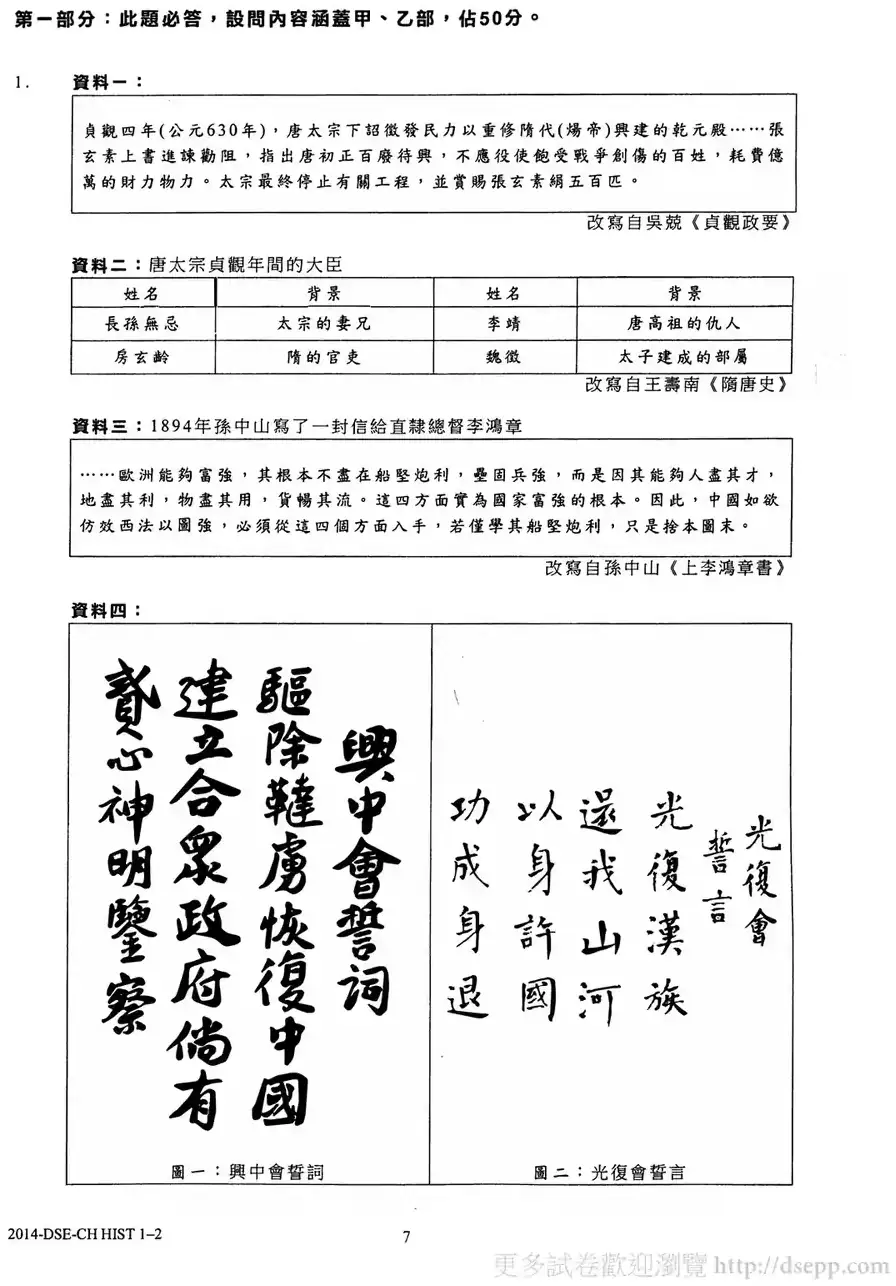 第一部分：此題必答，設問內容涵蓋甲、乙部，佔50分。
1. 資料一：
貞觀四年(公元630年)，唐太宗下詔徵發民力以重修隋代(煬帝)興建的乾元殿⋯⋯張
玄素上書進諫勸阻，指出唐初正百廢待興，不應役使飽受戰爭創傷的百姓，耗費億
萬的財力物力。太宗最終停止有關工程，並賞賜張玄素絹五百匹。
改寫自吳兢《貞觀政要》
資料二：唐太宗貞觀年間的大臣
姓名 背景 姓名 背景
長孫無忌 太宗的妻兄 李靖 唐高祖的仇人
房玄齡 隋的官吏 魏徵 太子建成的部屬
改寫自王壽南《隋唐史》
資料三：1894年孫中山寫了一封信給直隸總督李鴻章
⋯⋯歐洲能夠富強，其根本不盡在船堅炮利，壘固兵強，而是因其能夠人盡其才，
地盡其利，物盡其用，貨暢其流。這四方面實為國家富強的根本。因此，中國如欲
仿效西法以圖強，必須從這四個方面入手，若僅學其船堅炮利，只是捨本圖末。
改寫自孫中山《上李鴻章書》
資料四：
興中會誓詞
驅除韃虜恢復中國
建立合眾政府倘有
貳心神明鑒察
圖一：興中會誓詞
光復會
誓言
光復漢族
還我山河
以身許國
功成身退
圖二：光復會誓言
2014-DSE-CH HIST 1–2
7
更多試卷歡迎瀏覽 http://dsepp.com/